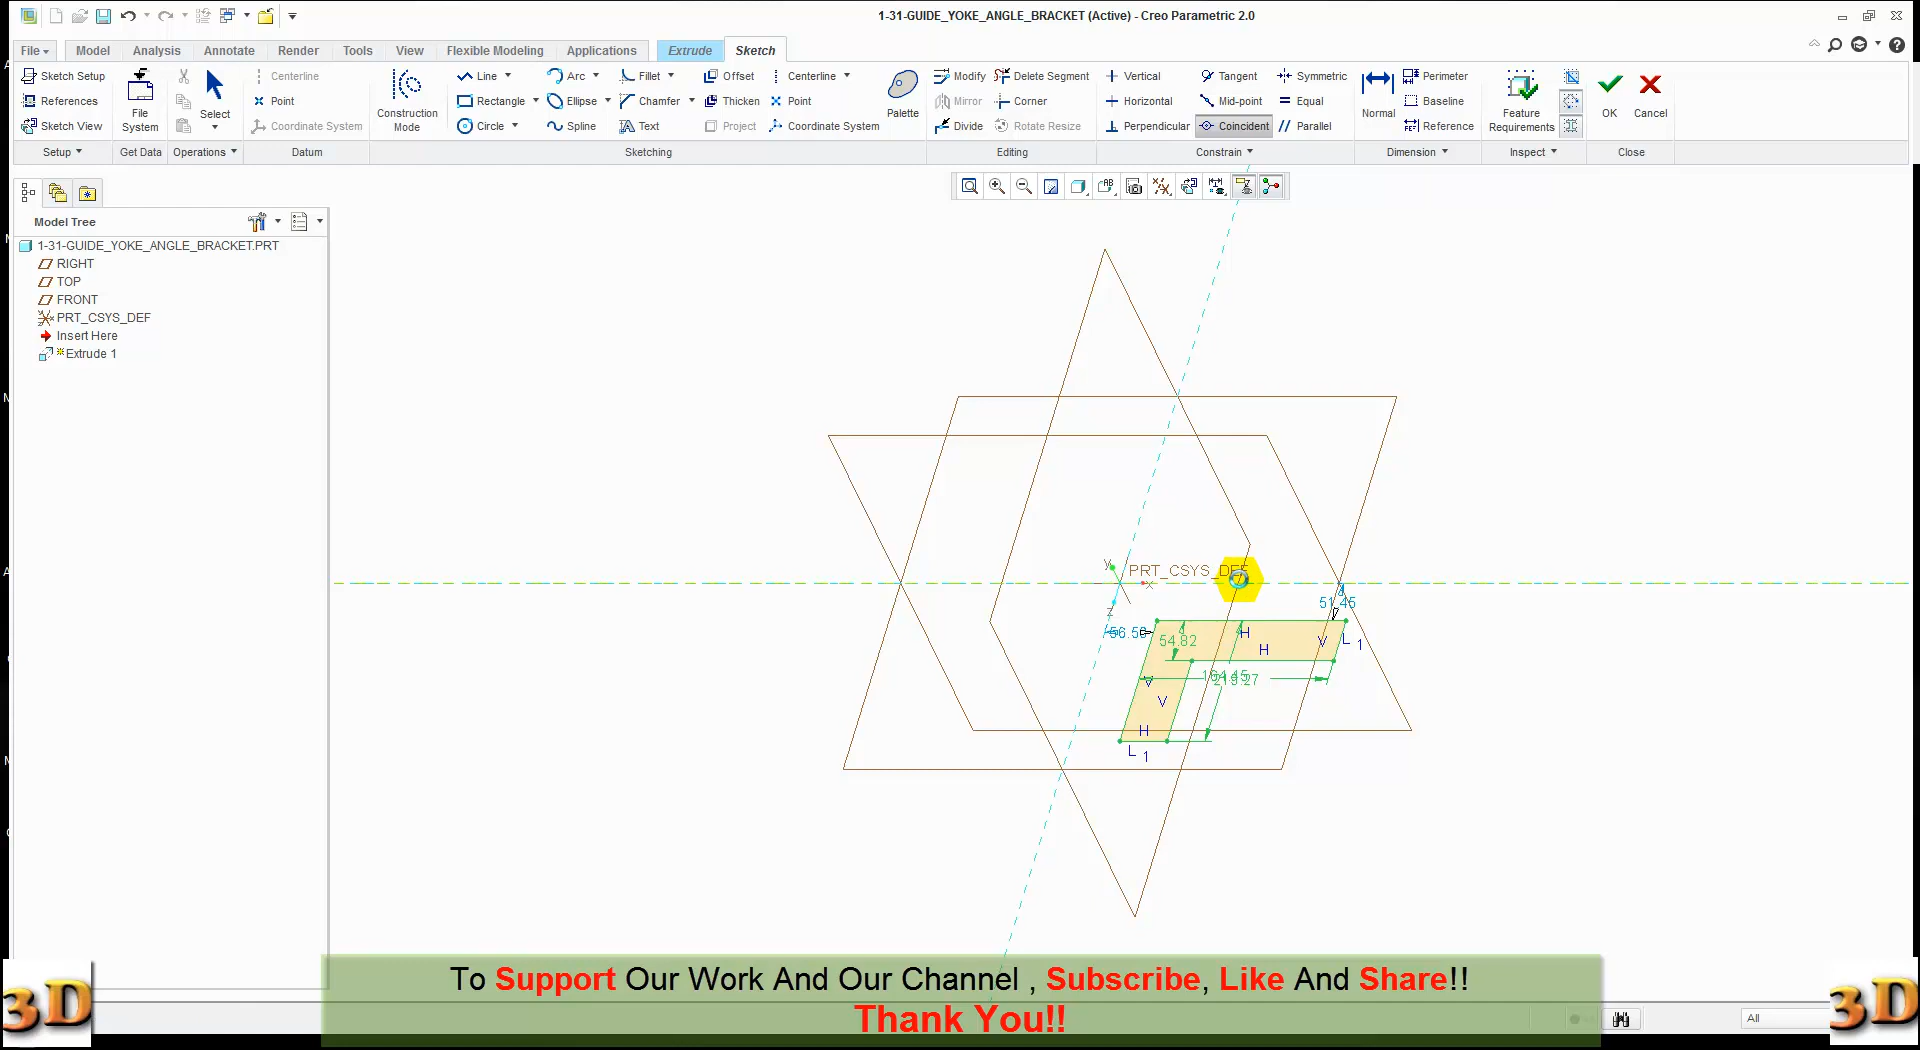 1-31-GUIDE_YOKE_ANGLE_BRACKET (Active) - Creo Parametric 2.0
File Model Analysis Annotate Render Tools View Flexible Modeling Applications Extrude Sketch
Sketch Setup
References
Sketch View
Setup
File System
Get Data
Select
Operations
Centerline
Point
Coordinate System
Datum
Construction Mode
Line Arc Fillet Offset Centerline
Rectangle Ellipse Chamfer Thicken Point
Circle Spline Text Project Coordinate System
Palette
Sketching
Modify Delete Segment
Mirror Corner
Divide Rotate Resize
Editing
Vertical Tangent Symmetric
Horizontal Mid-point Equal
Perpendicular Coincident Parallel
Constrain
Normal
Perimeter
Baseline
Reference
Dimension
Feature Requirements
Inspect
OK Cancel
Close
Model Tree
1-31-GUIDE_YOKE_ANGLE_BRACKET.PRT
RIGHT
TOP
FRONT
PRT_CSYS_DEF
Insert Here
Extrude 1
y
PRT_CSYS_DEF
x
z
51.45
56.50
54.82
H
H
V
L 1
V
V
H
L 1
All
To Support Our Work And Our Channel , Subscribe, Like And Share!!
Thank You!!
3D
3D